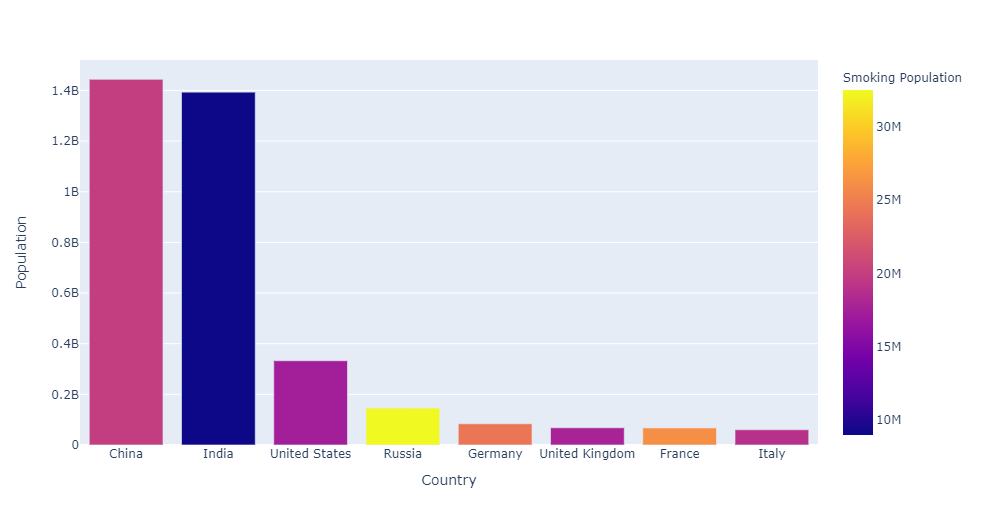 Smoking Population
1.4B
1.2B
1B
0.8B
0.6B
0.4B
0.2B
0
Population
30M
25M
20M
15M
10M
China India United States Russia Germany United Kingdom France Italy
Country